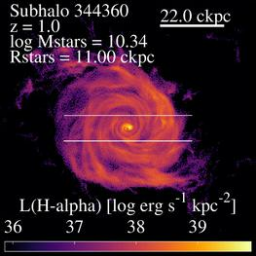 Subhalo 344360
22.0 ckpc
z = 1.0
log Mstars = 10.34
Rstars = 11.00 ckpc
L(H-alpha) [log erg s⁻¹ kpc⁻²]
36 37 38 39